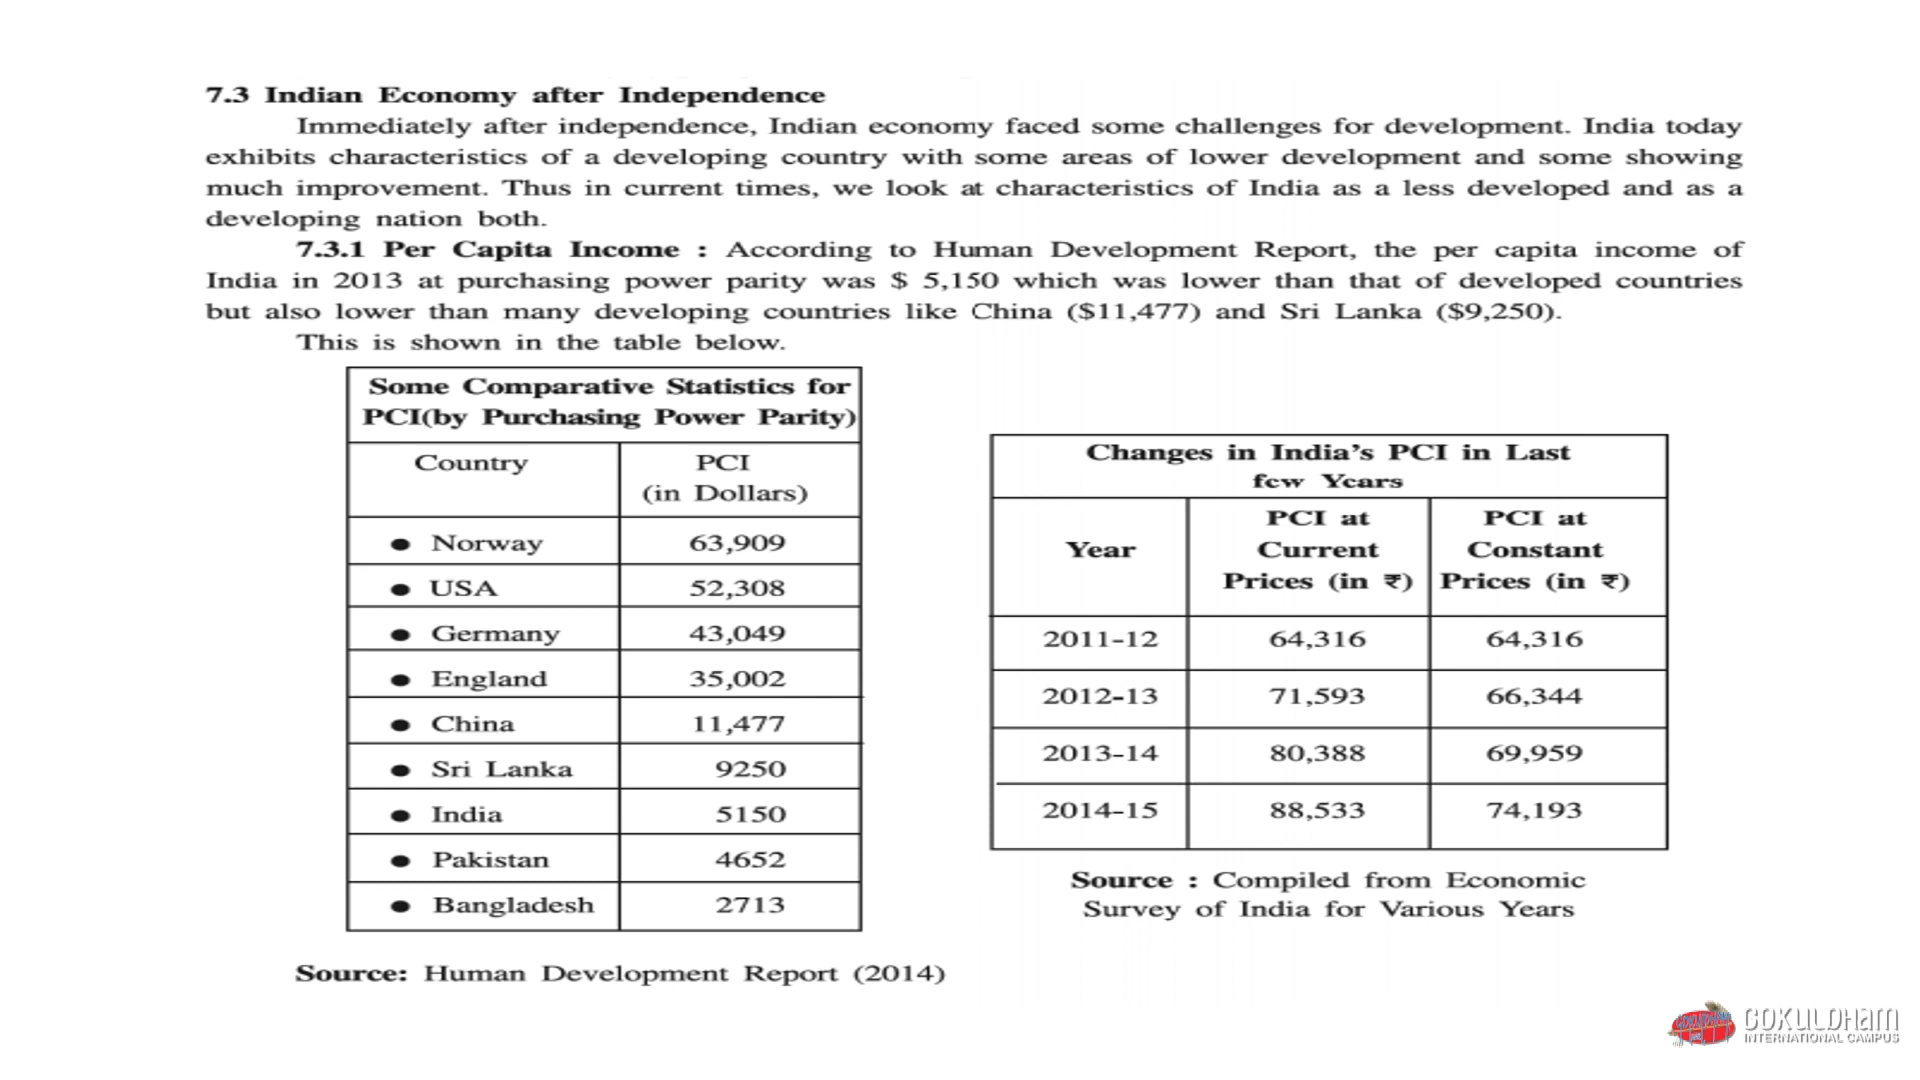 7.3 Indian Economy after Independence
Immediately after independence, Indian economy faced some challenges for development. India today
exhibits characteristics of a developing country with some areas of lower development and some showing
much improvement. Thus in current times, we look at characteristics of India as a less developed and as a
developing nation both.
7.3.1 Per Capita Income : According to Human Development Report, the per capita income of
India in 2013 at purchasing power parity was $ 5,150 which was lower than that of developed countries
but also lower than many developing countries like China ($11,477) and Sri Lanka ($9,250).
This is shown in the table below.
Some Comparative Statistics for
PCI(by Purchasing Power Parity)
Country PCI
(in Dollars)
● Norway 63,909
● USA 52,308
● Germany 43,049
● England 35,002
● China 11,477
● Sri Lanka 9250
● India 5150
● Pakistan 4652
● Bangladesh 2713
Source: Human Development Report (2014)
Changes in India's PCI in Last
few Years
Year PCI at Current Prices (in ₹) PCI at Constant Prices (in ₹)
2011-12 64,316 64,316
2012-13 71,593 66,344
2013-14 80,388 69,959
2014-15 88,533 74,193
Source : Compiled from Economic
Survey of India for Various Years
GOKULDHAM
INTERNATIONAL CAMPUS